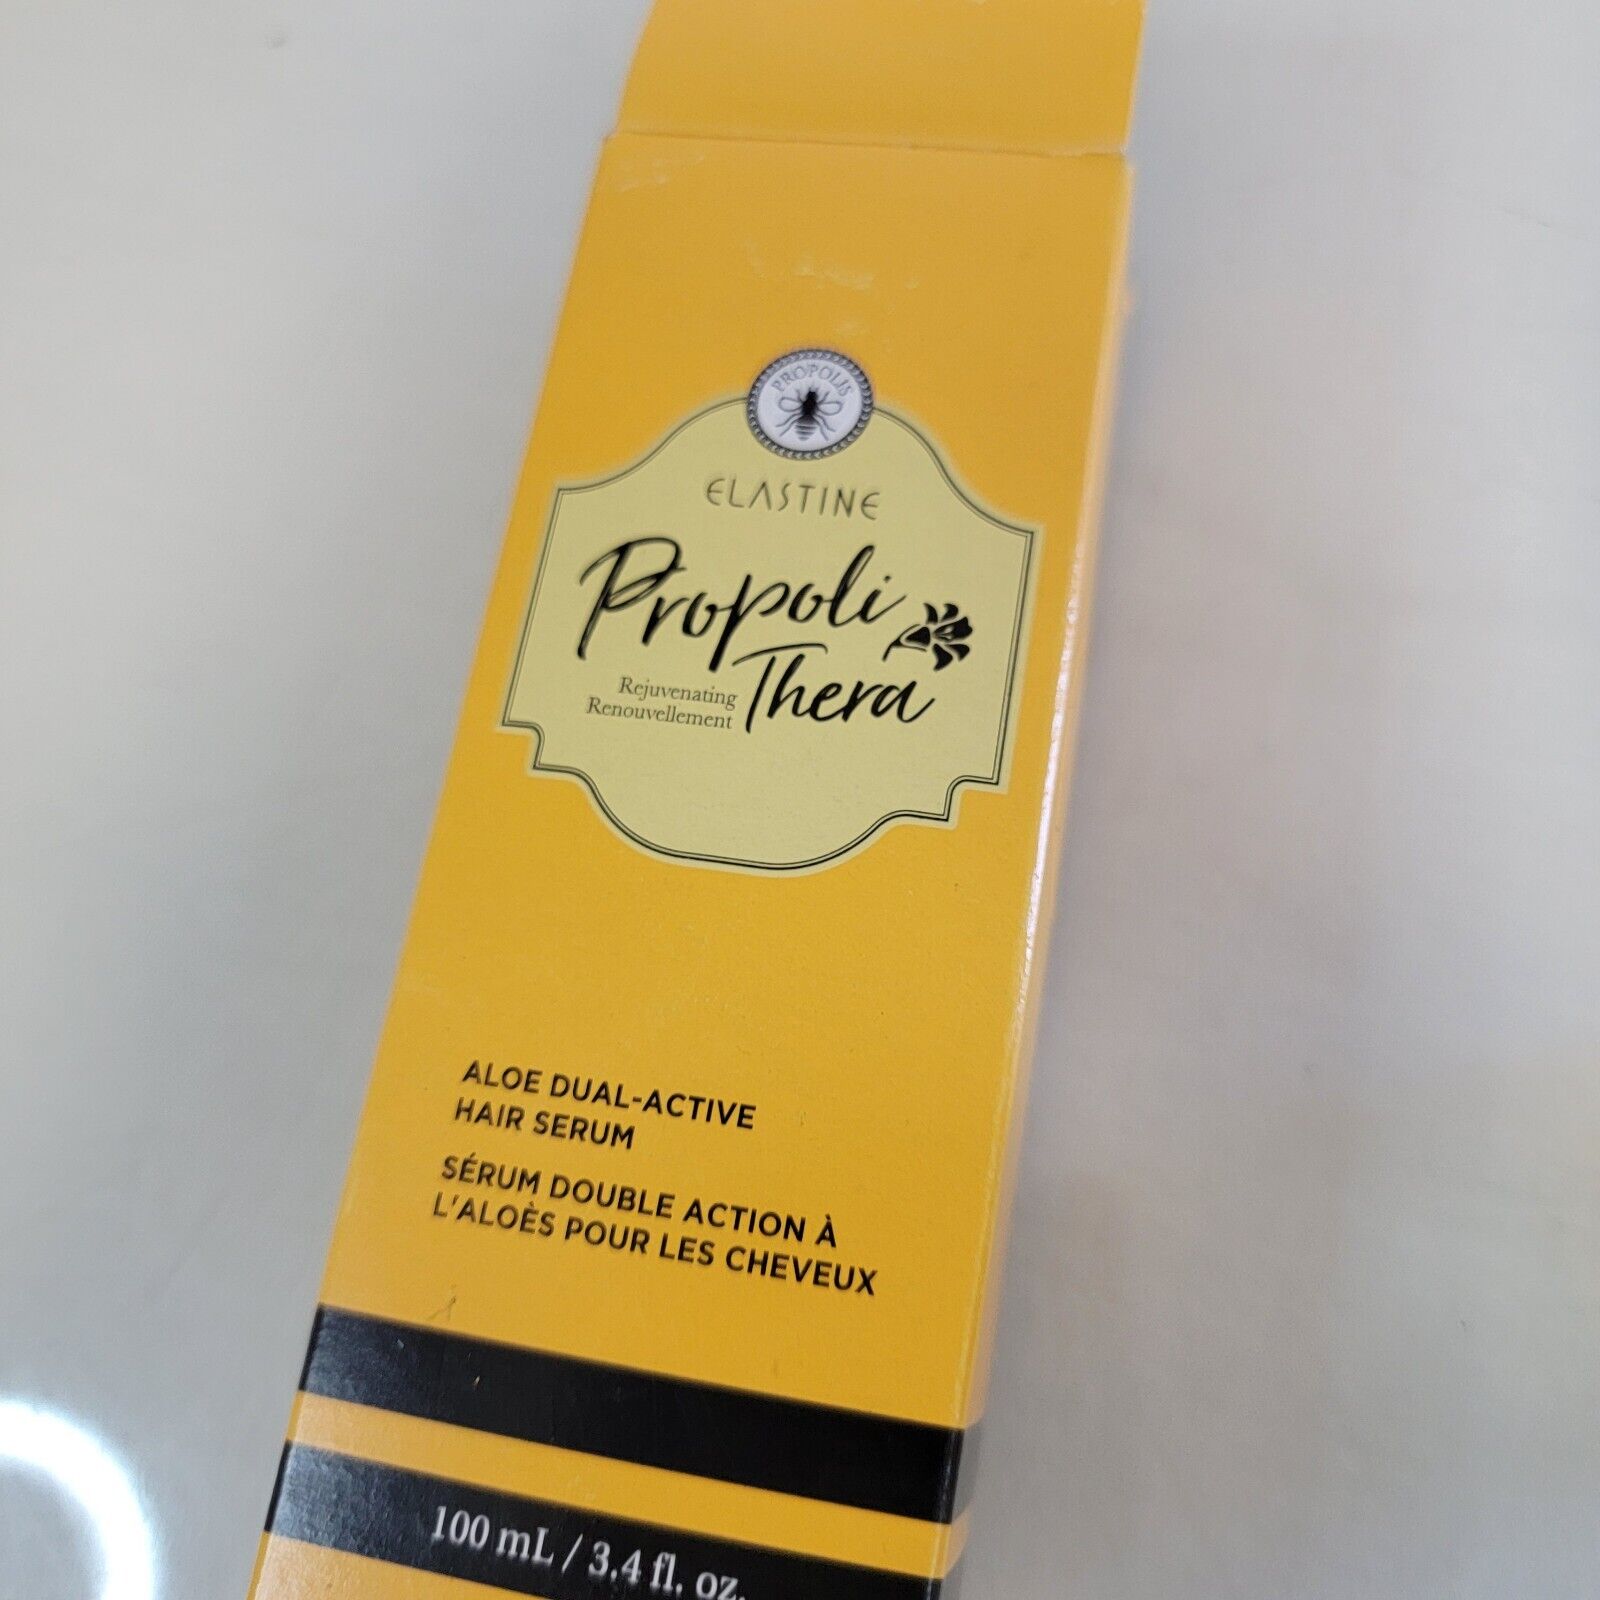 PROPOLIS
ELASTINE
Propoli
Thera
Rejuvenating
Renouvellement
ALOE DUAL-ACTIVE
HAIR SERUM
SÉRUM DOUBLE ACTION À
L'ALOÈS POUR LES CHEVEUX
100 mL / 3.4 fl. oz.